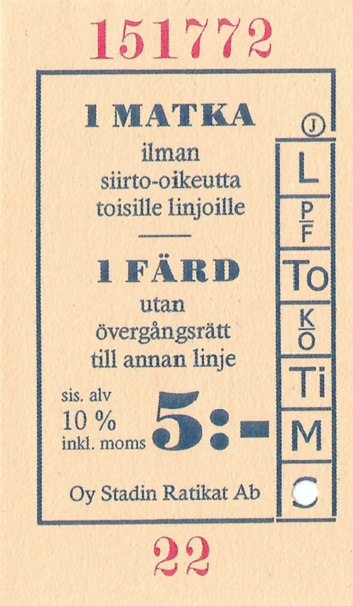 151772
1 MATKA
ilman
siirto-oikeutta
toisille linjoille
1 FÄRD
utan
övergångsrätt
till annan linje
sis. alv
10 %
inkl. moms
5:-
Oy Stadin Ratikat Ab
J
L
P
F
To
K
O
Ti
M
22